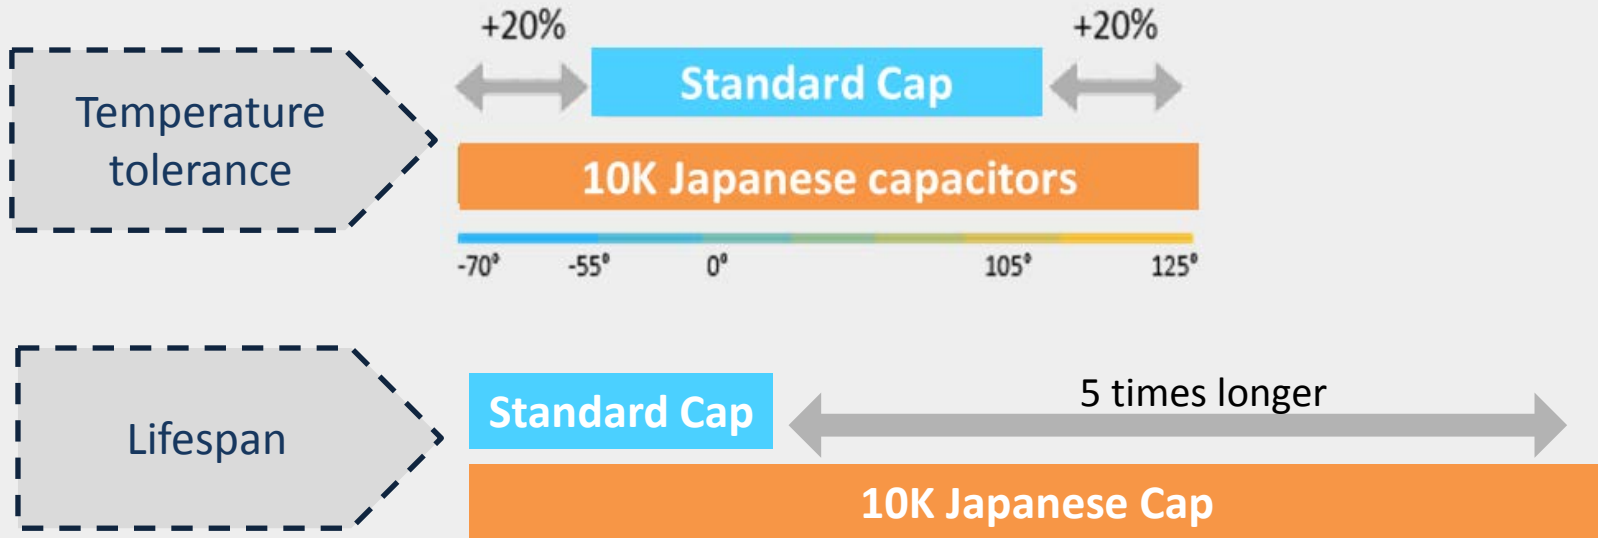 +20%
+20%
Standard Cap
Temperature
tolerance
10K Japanese capacitors
-70°
-55°
0°
105°
125°
5 times longer
Standard Cap
Lifespan
10K Japanese Cap